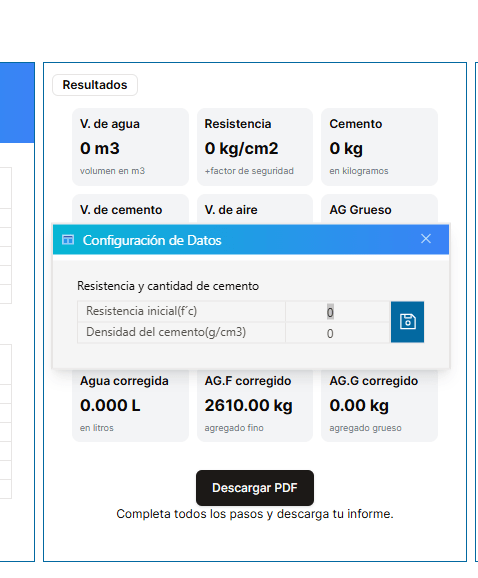 Resultados
V. de agua Resistencia Cemento
0 m3 0 kg/cm2 0 kg
volumen en m3 +factor de seguridad en kilogramos
V. de cemento V. de aire AG Grueso
Configuración de Datos
Resistencia y cantidad de cemento
Resistencia inicial(f´c) 0
Densidad del cemento(g/cm3) 0
Agua corregida AG.F corregido AG.G corregido
0.000 L 2610.00 kg 0.00 kg
en litros agregado fino agregado grueso
Descargar PDF
Completa todos los pasos y descarga tu informe.